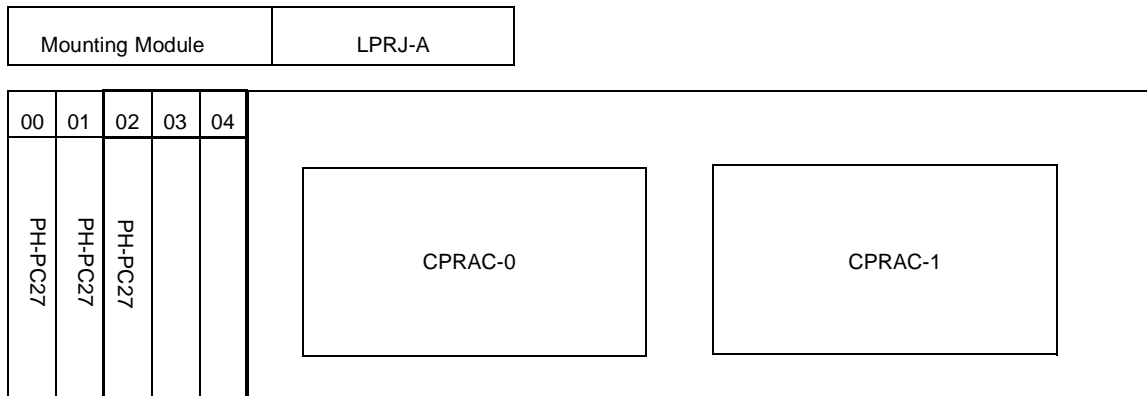 Mounting Module LPRJ-A
00 01 02 03 04
PH-PC27
PH-PC27
PH-PC27
CPRAC-0
CPRAC-1